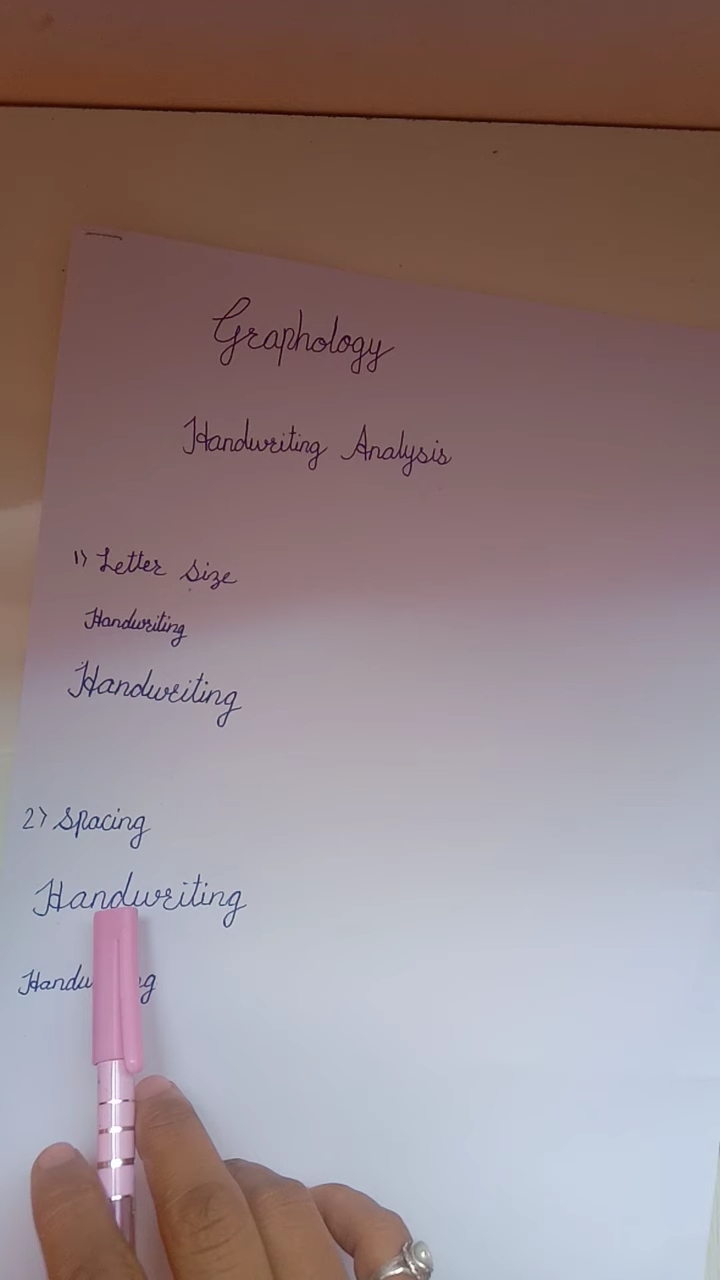 Graphology
Handwriting Analysis
1) Letter Size
Handwriting
Handwriting
2) Spacing
Handwriting